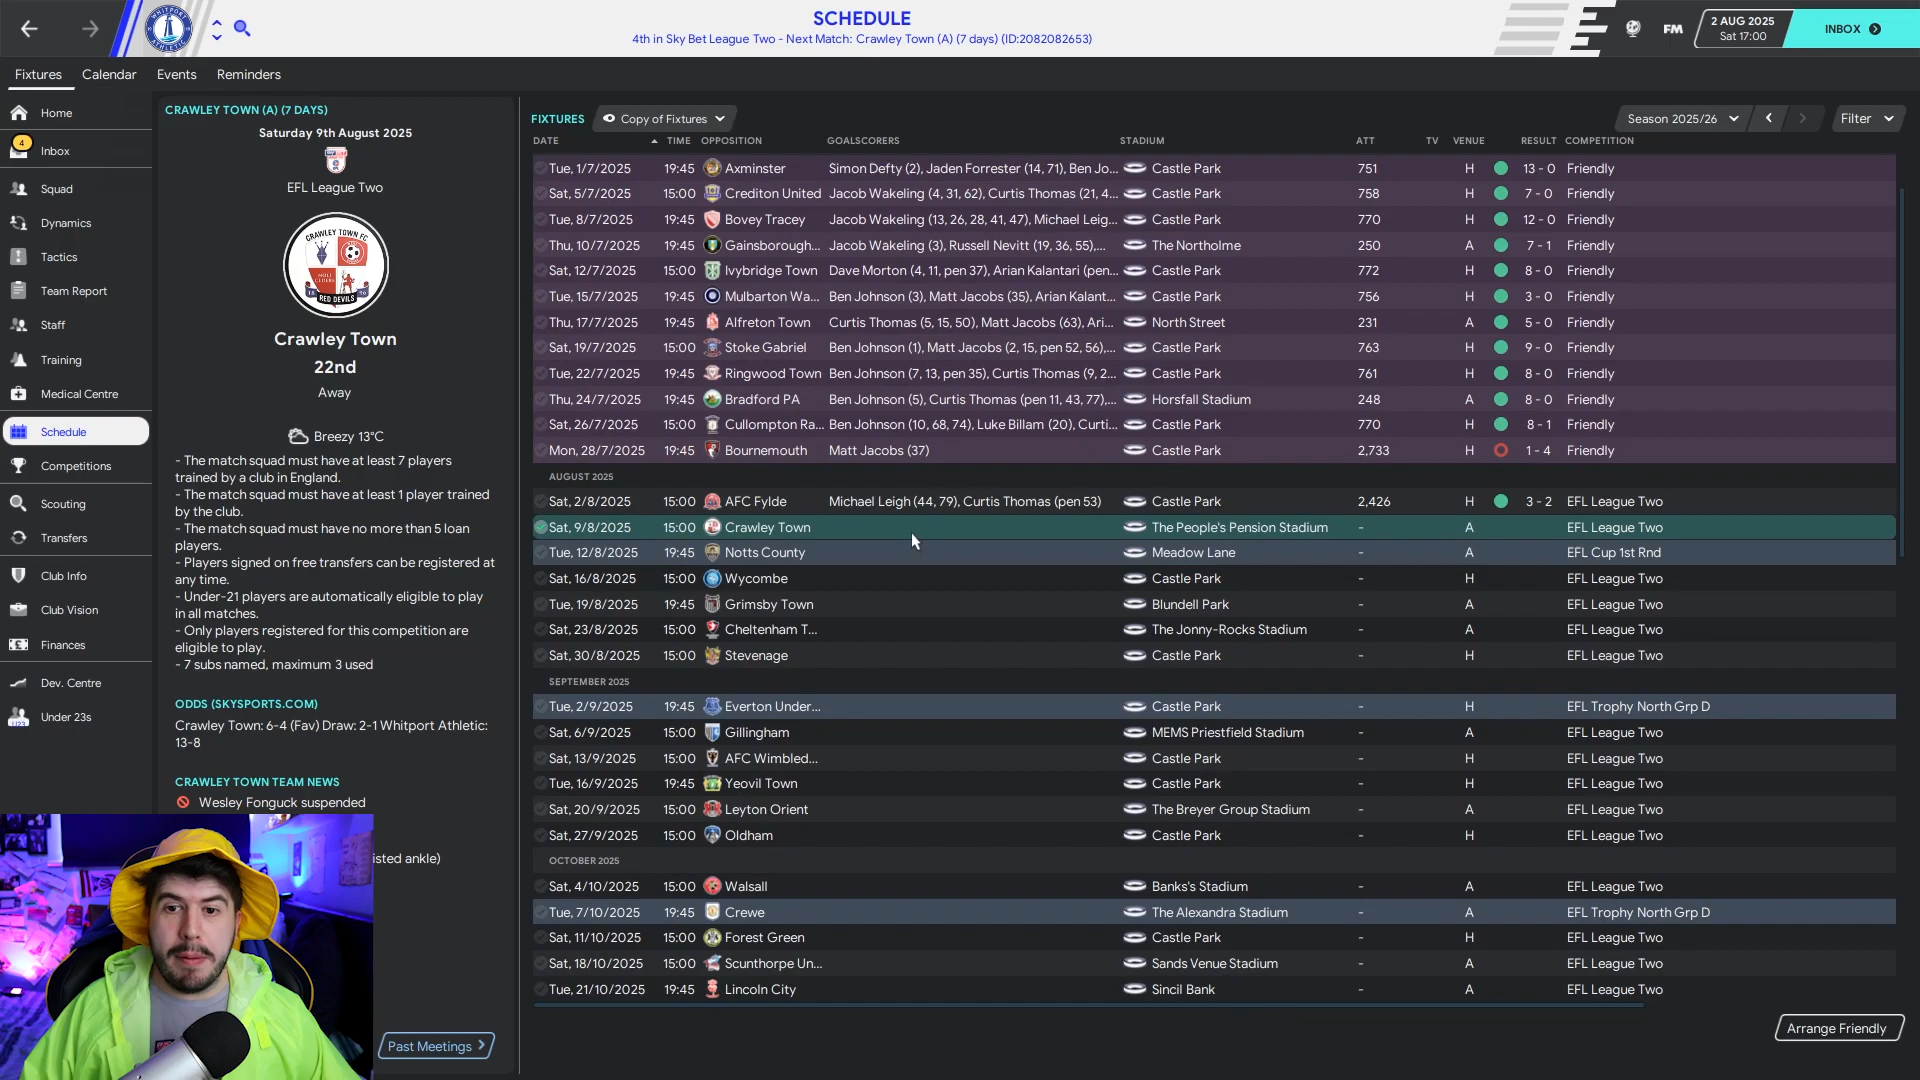 SCHEDULE
4th in Sky Bet League Two - Next Match: Crawley Town (A) (7 days) (ID:2082082653)
FM
2 AUG 2025
Sat 17:00
INBOX
Fixtures Calendar Events Reminders
Home
4
Inbox
Squad
Dynamics
Tactics
Team Report
Staff
Training
Medical Centre
Schedule
Competitions
Scouting
Transfers
Club Info
Club Vision
Finances
Dev. Centre
Under 23s
CRAWLEY TOWN (A) (7 DAYS)
Saturday 9th August 2025
EFL League Two
CRAWLEY TOWN FC
RED DEVILS
Crawley Town
22nd
Away
Breezy 13°C
- The match squad must have at least 7 players
trained by a club in England.
- The match squad must have at least 1 player trained
by the club.
- The match squad must have no more than 5 loan
players.
- Players signed on free transfers can be registered at
any time.
- Under-21 players are automatically eligible to play
in all matches.
- Only players registered for this competition are
eligible to play.
- 7 subs named, maximum 3 used
ODDS (SKYSPORTS.COM)
Crawley Town: 6-4 (Fav) Draw: 2-1 Whitport Athletic:
13-8
CRAWLEY TOWN TEAM NEWS
Wesley Fonguck suspended
isted ankle)
Past Meetings
FIXTURES Copy of Fixtures Season 2025/26 Filter
DATE TIME OPPOSITION GOALSCORERS STADIUM ATT TV VENUE RESULT COMPETITION
Tue, 1/7/2025 19:45 Axminster Simon Defty (2), Jaden Forrester (14, 71), Ben Jo... Castle Park 751 H 13 - 0 Friendly
Sat, 5/7/2025 15:00 Crediton United Jacob Wakeling (4, 31, 62), Curtis Thomas (21, 4... Castle Park 758 H 7 - 0 Friendly
Tue, 8/7/2025 19:45 Bovey Tracey Jacob Wakeling (13, 26, 28, 41, 47), Michael Leig... Castle Park 770 H 12 - 0 Friendly
Thu, 10/7/2025 19:45 Gainsborough... Jacob Wakeling (3), Russell Nevitt (19, 36, 55),... The Northolme 250 A 7 - 1 Friendly
Sat, 12/7/2025 15:00 Ivybridge Town Dave Morton (4, 11, pen 37), Arian Kalantari (pen... Castle Park 772 H 8 - 0 Friendly
Tue, 15/7/2025 19:45 Mulbarton Wa... Ben Johnson (3), Matt Jacobs (35), Arian Kalant... Castle Park 756 H 3 - 0 Friendly
Thu, 17/7/2025 19:45 Alfreton Town Curtis Thomas (5, 15, 50), Matt Jacobs (63), Ari... North Street 231 A 5 - 0 Friendly
Sat, 19/7/2025 15:00 Stoke Gabriel Ben Johnson (1), Matt Jacobs (2, 15, pen 52, 56),... Castle Park 763 H 9 - 0 Friendly
Tue, 22/7/2025 19:45 Ringwood Town Ben Johnson (7, 13, pen 35), Curtis Thomas (9, 2... Castle Park 761 H 8 - 0 Friendly
Thu, 24/7/2025 19:45 Bradford PA Ben Johnson (5), Curtis Thomas (pen 11, 43, 77),... Horsfall Stadium 248 A 8 - 0 Friendly
Sat, 26/7/2025 15:00 Cullompton Ra... Ben Johnson (10, 68, 74), Luke Billam (20), Curti... Castle Park 770 H 8 - 1 Friendly
Mon, 28/7/2025 19:45 Bournemouth Matt Jacobs (37) Castle Park 2,733 H 1 - 4 Friendly
AUGUST 2025
Sat, 2/8/2025 15:00 AFC Fylde Michael Leigh (44, 79), Curtis Thomas (pen 53) Castle Park 2,426 H 3 - 2 EFL League Two
Sat, 9/8/2025 15:00 Crawley Town The People's Pension Stadium - A EFL League Two
Tue, 12/8/2025 19:45 Notts County Meadow Lane - A EFL Cup 1st Rnd
Sat, 16/8/2025 15:00 Wycombe Castle Park - H EFL League Two
Tue, 19/8/2025 19:45 Grimsby Town Blundell Park - A EFL League Two
Sat, 23/8/2025 15:00 Cheltenham T... The Jonny-Rocks Stadium - A EFL League Two
Sat, 30/8/2025 15:00 Stevenage Castle Park - H EFL League Two
SEPTEMBER 2025
Tue, 2/9/2025 19:45 Everton Under... Castle Park - H EFL Trophy North Grp D
Sat, 6/9/2025 15:00 Gillingham MEMS Priestfield Stadium - A EFL League Two
Sat, 13/9/2025 15:00 AFC Wimbled... Castle Park - H EFL League Two
Tue, 16/9/2025 19:45 Yeovil Town Castle Park - H EFL League Two
Sat, 20/9/2025 15:00 Leyton Orient The Breyer Group Stadium - A EFL League Two
Sat, 27/9/2025 15:00 Oldham Castle Park - H EFL League Two
OCTOBER 2025
Sat, 4/10/2025 15:00 Walsall Banks's Stadium - A EFL League Two
Tue, 7/10/2025 19:45 Crewe The Alexandra Stadium - A EFL Trophy North Grp D
Sat, 11/10/2025 15:00 Forest Green Castle Park - H EFL League Two
Sat, 18/10/2025 15:00 Scunthorpe Un... Sands Venue Stadium - A EFL League Two
Tue, 21/10/2025 19:45 Lincoln City Sincil Bank - A EFL League Two
Arrange Friendly